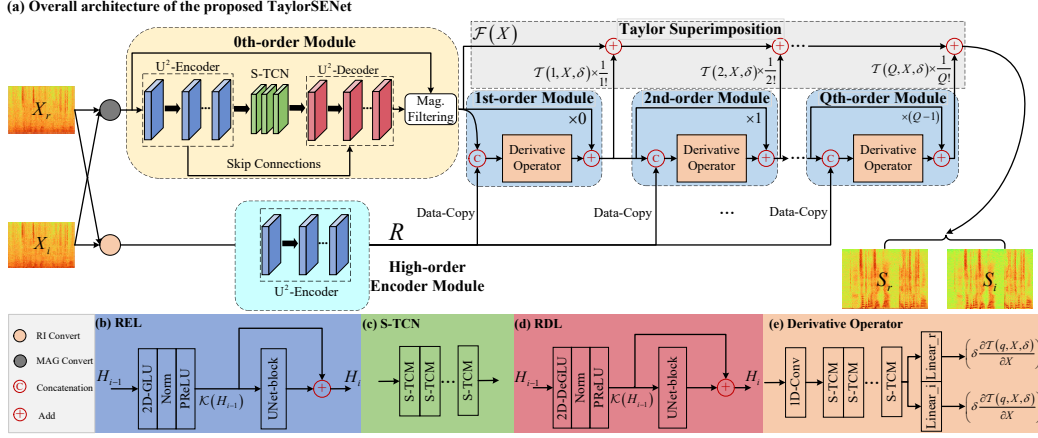 (a) Overall architecture of the proposed TaylorSENet
0th-order Module
U²-Encoder
S-TCN
U²-Decoder
Mag.
Filtering
Skip Connections
X_r
X_i
F(X)
Taylor Superimposition
T(1, X, δ) × 1/1!
T(2, X, δ) × 1/2!
...
T(Q, X, δ) × 1/Q!
1st-order Module
×0
C
Derivative
Operator
2nd-order Module
×1
C
Derivative
Operator
...
Qth-order Module
×(Q−1)
C
Derivative
Operator
Data-Copy
Data-Copy
...
Data-Copy
R
U²-Encoder
High-order
Encoder Module
S_r
S_i
RI Convert
MAG Convert
C
Concatenation
Add
(b) REL
H_{i−1}
2D-GLU
Norm
PReLU
K(H_{i−1})
UNet-block
H_i
(c) S-TCN
S-TCM
S-TCM
...
S-TCM
(d) RDL
H_{i−1}
2D-DeGLU
Norm
PReLU
K(H_{i−1})
UNet-block
H_i
(e) Derivative Operator
1D-Conv
S-TCM
S-TCM
...
S-TCM
Linear_r
Linear_i
(δ ∂T(q, X, δ)/∂X)
(δ ∂T(q, X, δ)/∂X)